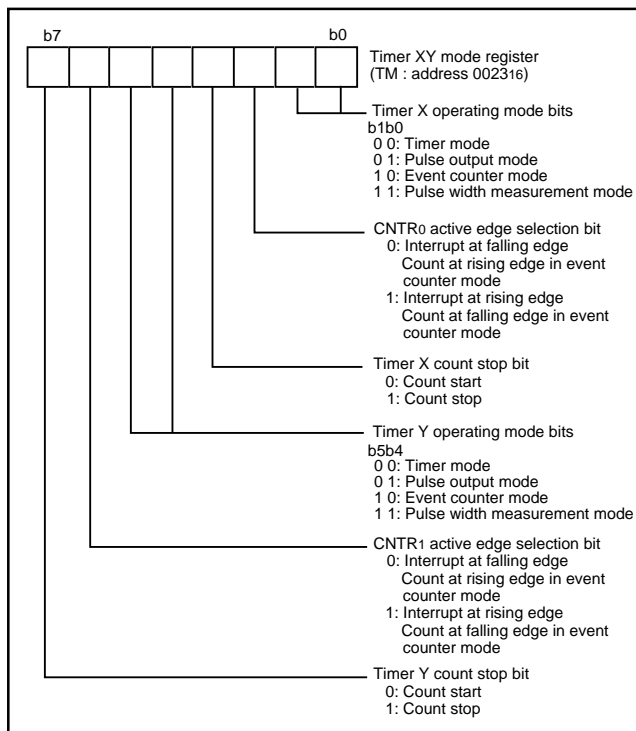 b7 b0
Timer XY mode register
(TM : address 002316)
Timer X operating mode bits
b1b0
0 0: Timer mode
0 1: Pulse output mode
1 0: Event counter mode
1 1: Pulse width measurement mode
CNTR0 active edge selection bit
0: Interrupt at falling edge
Count at rising edge in event
counter mode
1: Interrupt at rising edge
Count at falling edge in event
counter mode
Timer X count stop bit
0: Count start
1: Count stop
Timer Y operating mode bits
b5b4
0 0: Timer mode
0 1: Pulse output mode
1 0: Event counter mode
1 1: Pulse width measurement mode
CNTR1 active edge selection bit
0: Interrupt at falling edge
Count at rising edge in event
counter mode
1: Interrupt at rising edge
Count at falling edge in event
counter mode
Timer Y count stop bit
0: Count start
1: Count stop